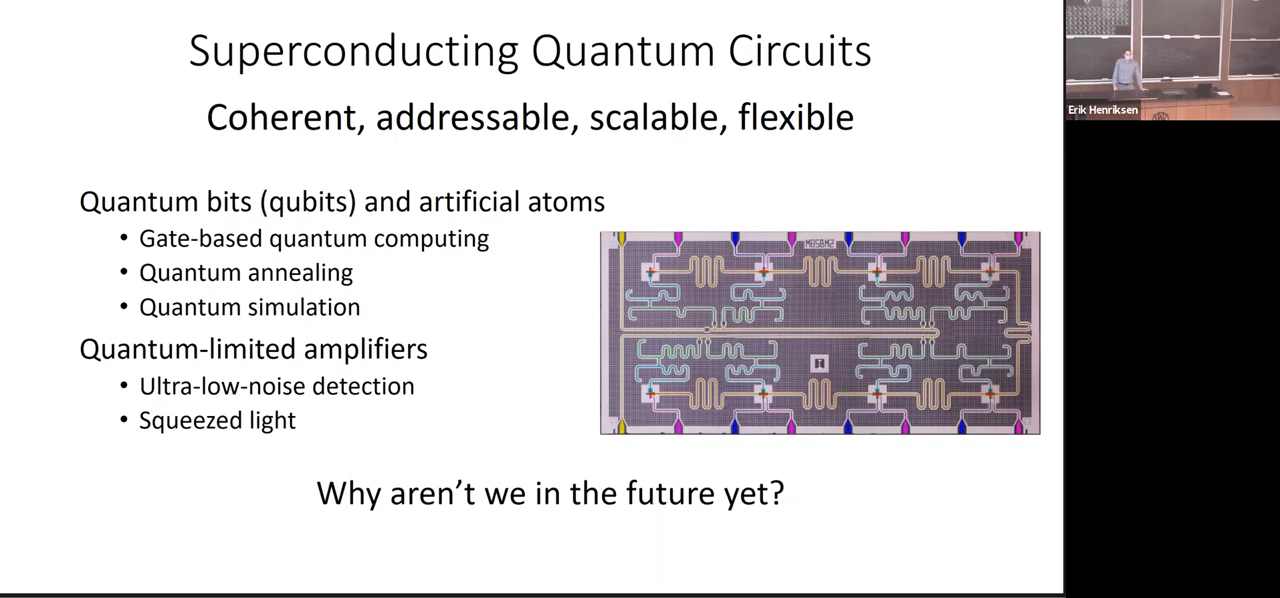 Superconducting Quantum Circuits
Coherent, addressable, scalable, flexible
Quantum bits (qubits) and artificial atoms
• Gate-based quantum computing
• Quantum annealing
• Quantum simulation
Quantum-limited amplifiers
• Ultra-low-noise detection
• Squeezed light
Why aren’t we in the future yet?
Erik Henriksen